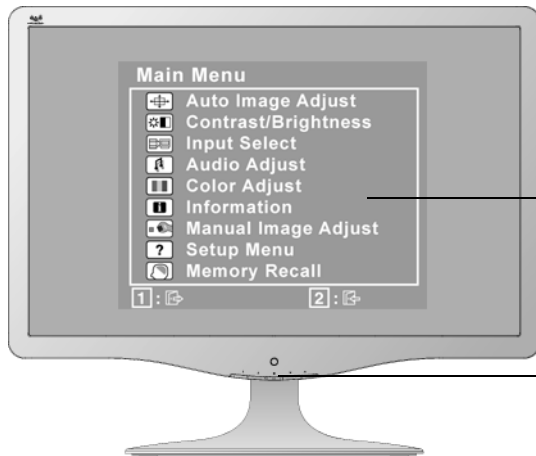 Main Menu
Auto Image Adjust
Contrast/Brightness
Input Select
Audio Adjust
Color Adjust
Information
Manual Image Adjust
? Setup Menu
Memory Recall
1 : 2 :